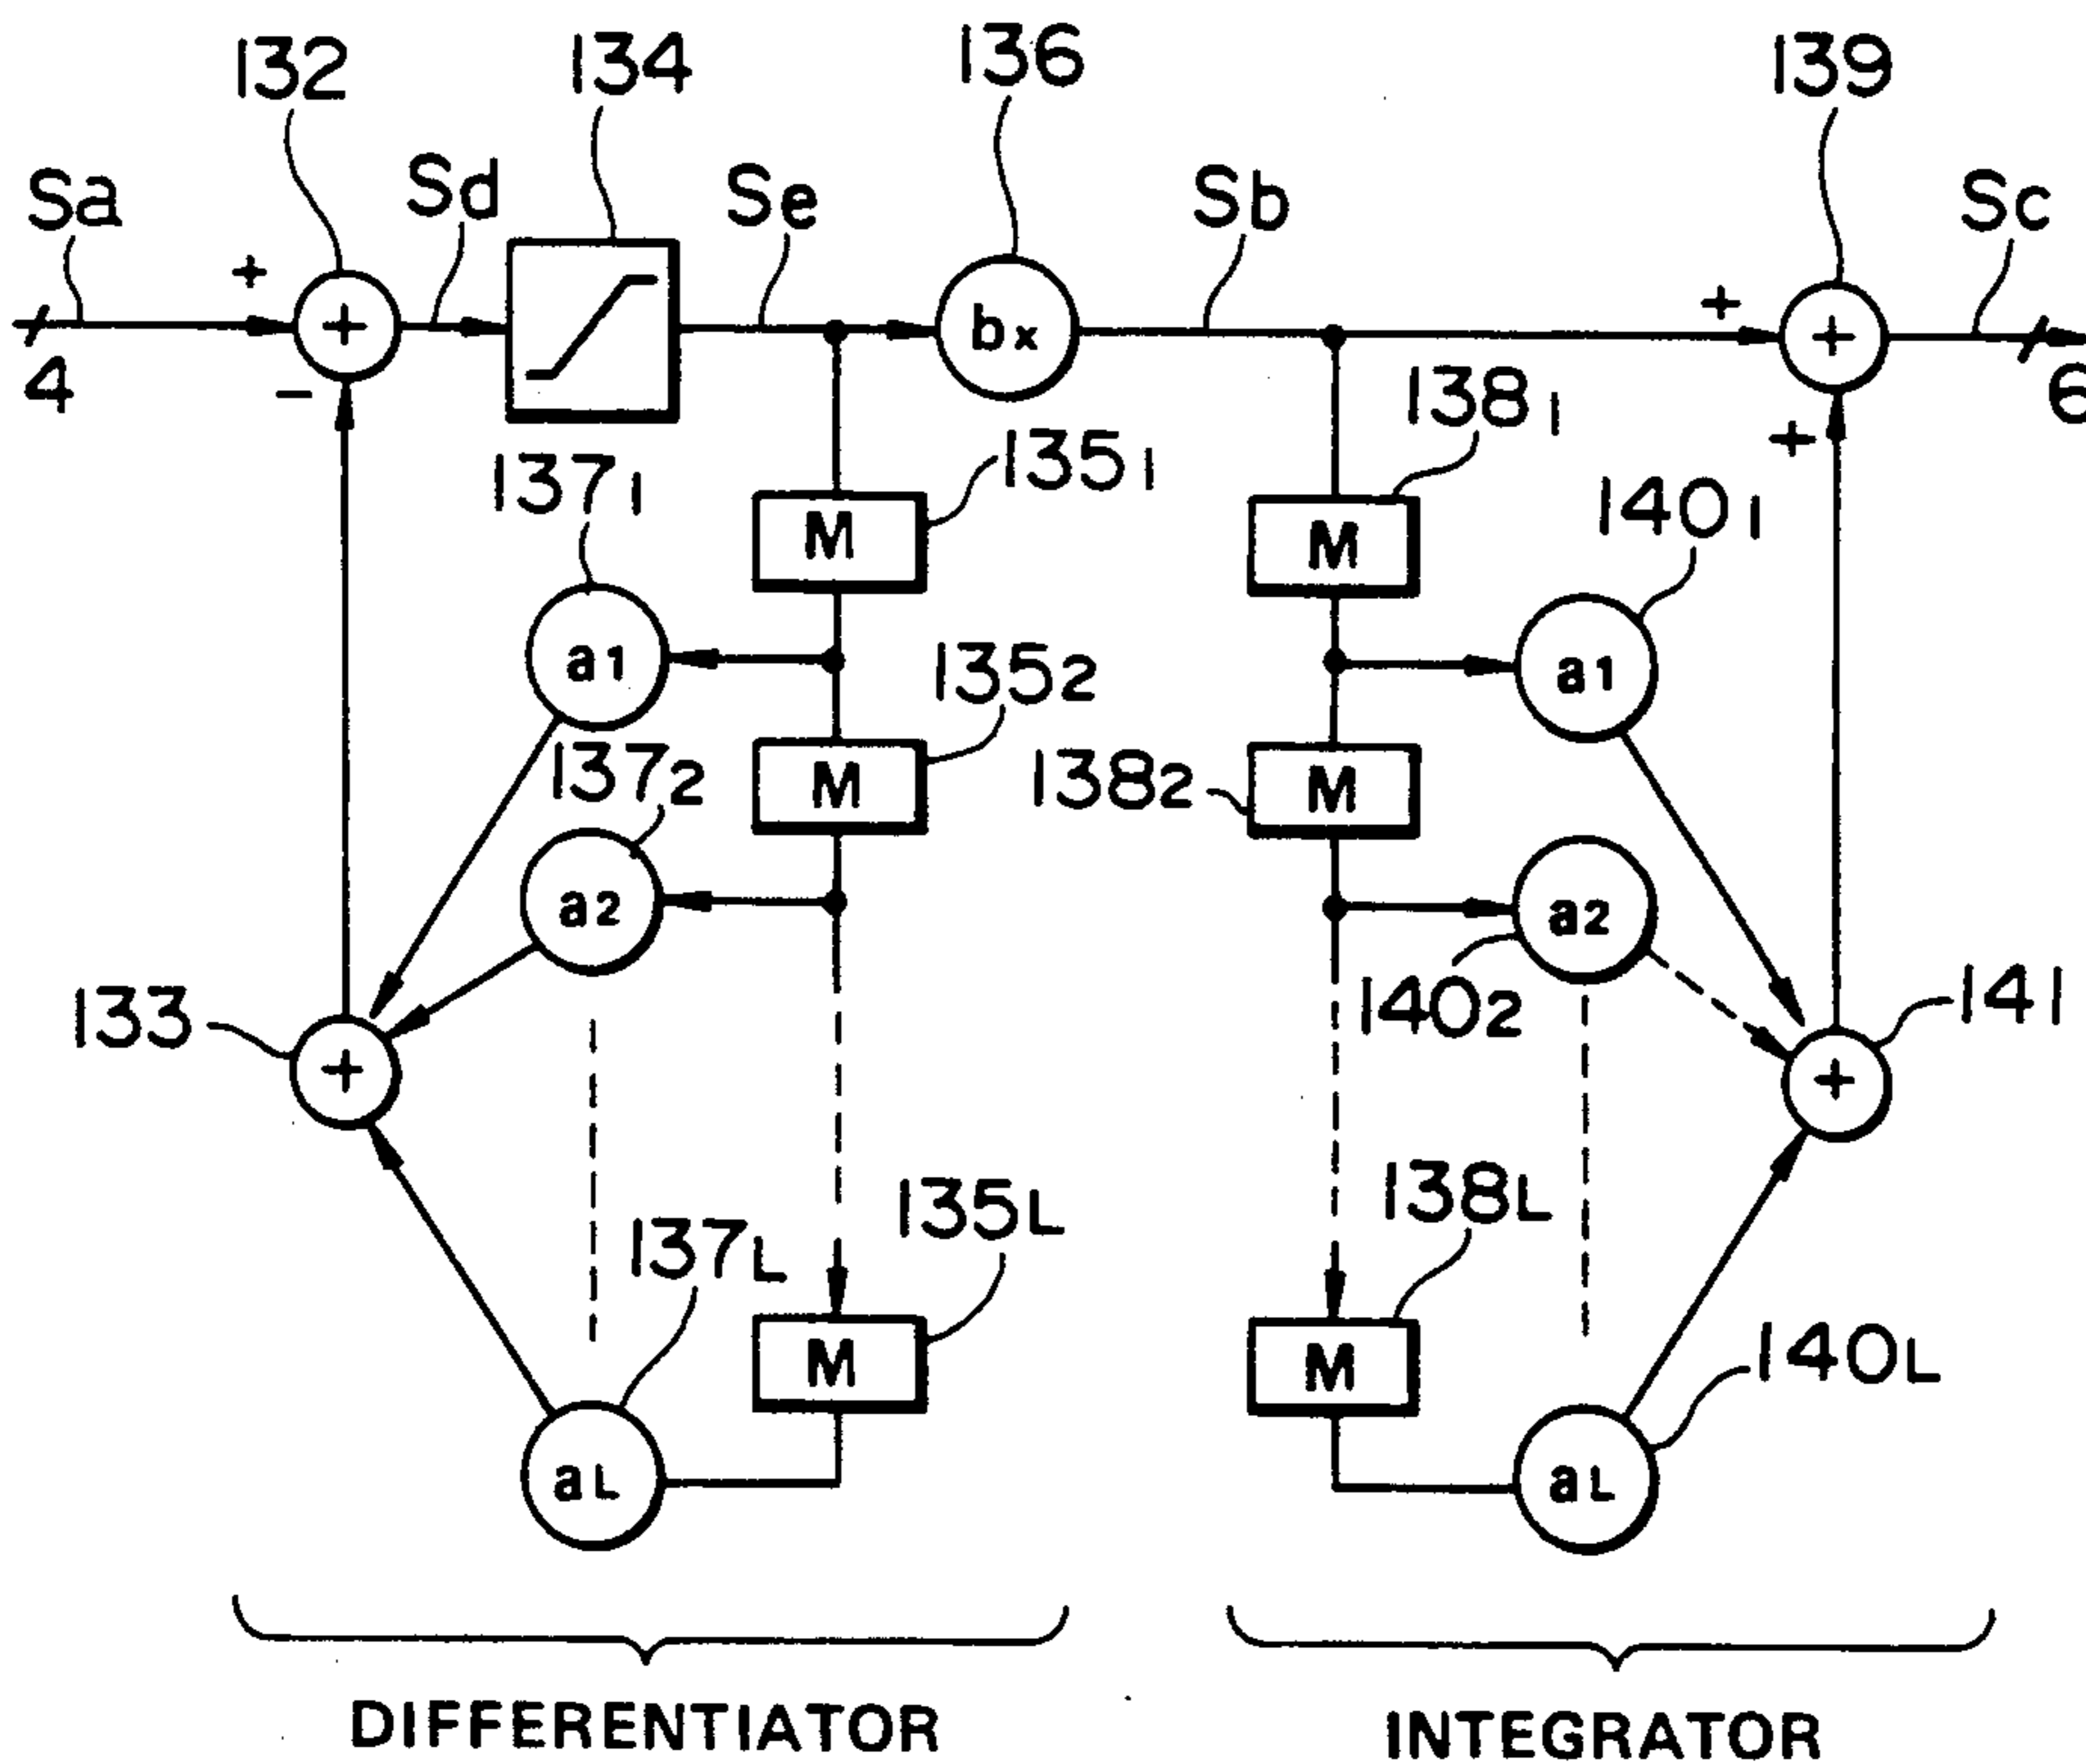 132 134 136 139
Sa Sd Se Sb Sc
+ + bx + +
4 - + 6
137₁ 135₁ 138₁ 140₁
M M
a1 a1
135₂
137₂ M 138₂ M
a2 a2
133 140₂ 141
+ +
137L 135L 138L
M M 140L
aL aL
DIFFERENTIATOR INTEGRATOR